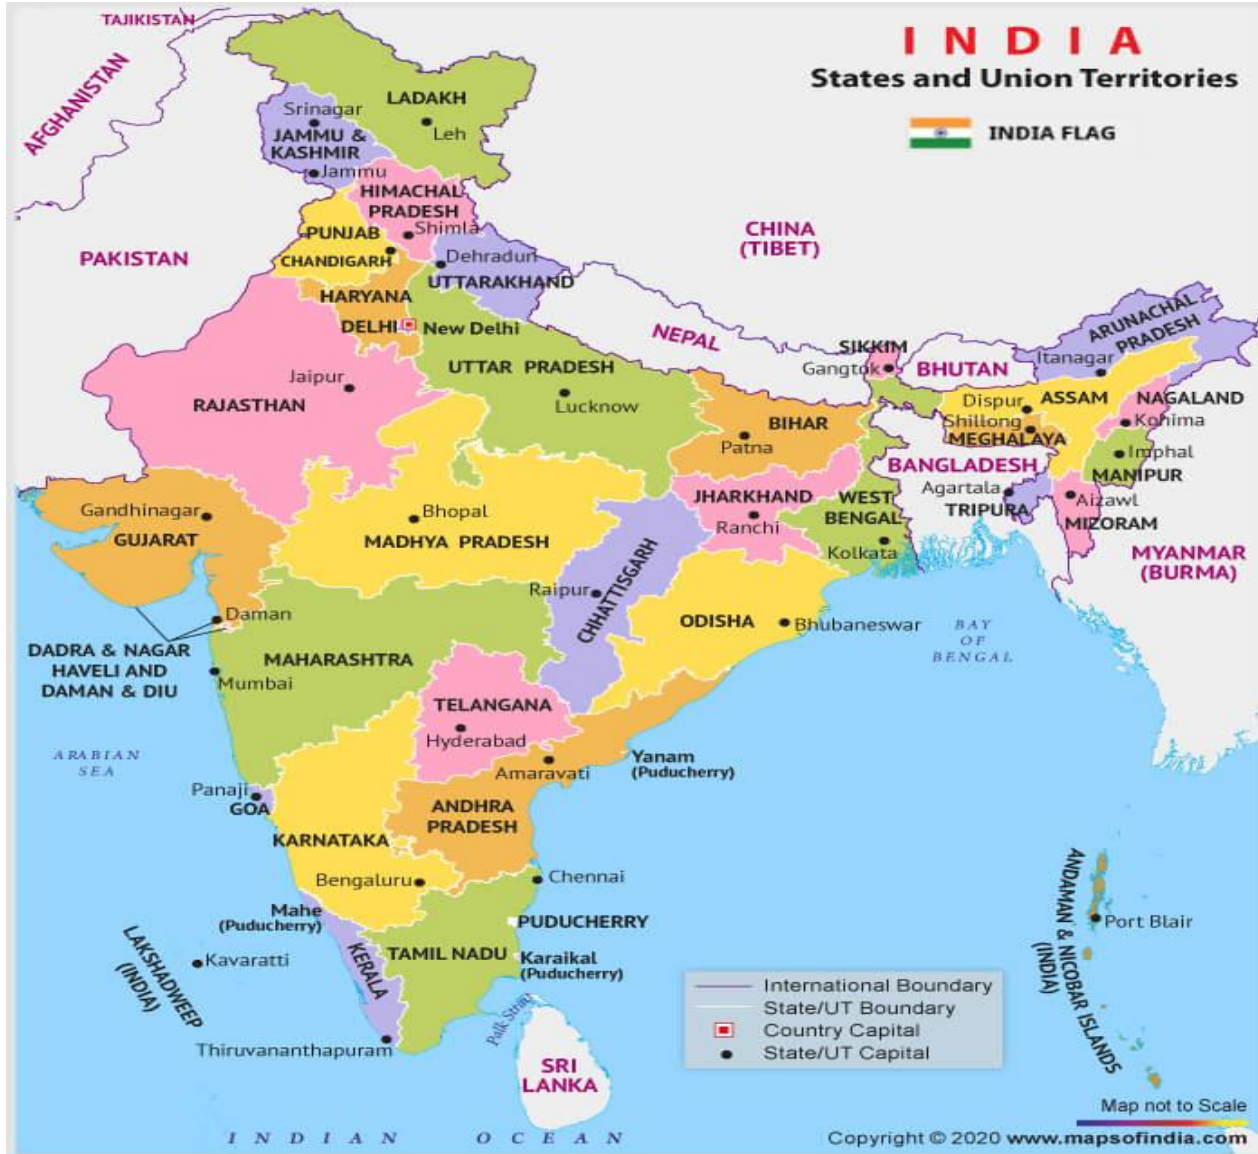 TAJIKISTAN
INDIA
States and Union Territories
INDIA FLAG
AFGHANISTAN
LADAKH
Leh
Srinagar
JAMMU &
KASHMIR
Jammu
HIMACHAL
PRADESH
Shimla
PUNJAB
CHANDIGARH
PAKISTAN
CHINA
(TIBET)
Dehradun
UTTARAKHAND
HARYANA
DELHI
New Delhi
NEPAL
SIKKIM
Gangtok
BHUTAN
ARUNACHAL
PRADESH
Itanagar
UTTAR PRADESH
Lucknow
Jaipur
RAJASTHAN
BIHAR
Patna
Dispur
ASSAM
NAGALAND
Kohima
Shillong
MEGHALAYA
Imphal
MANIPUR
BANGLADESH
Agartala
TRIPURA
Aizawl
MIZORAM
MYANMAR
(BURMA)
JHARKHAND
Ranchi
WEST
BENGAL
Kolkata
Gandhinagar
GUJARAT
Bhopal
MADHYA PRADESH
Raipur
CHHATTISGARH
ODISHA
Bhubaneswar
BAY
OF
BENGAL
Daman
DADRA & NAGAR
HAVELI AND
DAMAN & DIU
MAHARASHTRA
Mumbai
TELANGANA
Hyderabad
ARABIAN
SEA
Amaravati
Yanam
(Puducherry)
Panaji
GOA
ANDHRA
PRADESH
KARNATAKA
Bengaluru
Chennai
Mahe
(Puducherry)
PUDUCHERRY
KERALA
TAMIL NADU
Karaikal
(Puducherry)
LAKSHADWEEP
(INDIA)
Kavaratti
Thiruvananthapuram
Palk Strait
SRI
LANKA
ANDAMAN & NICOBAR ISLANDS
(INDIA)
Port Blair
International Boundary
State/UT Boundary
Country Capital
State/UT Capital
Map not to Scale
INDIAN OCEAN
Copyright © 2020 www.mapsofindia.com